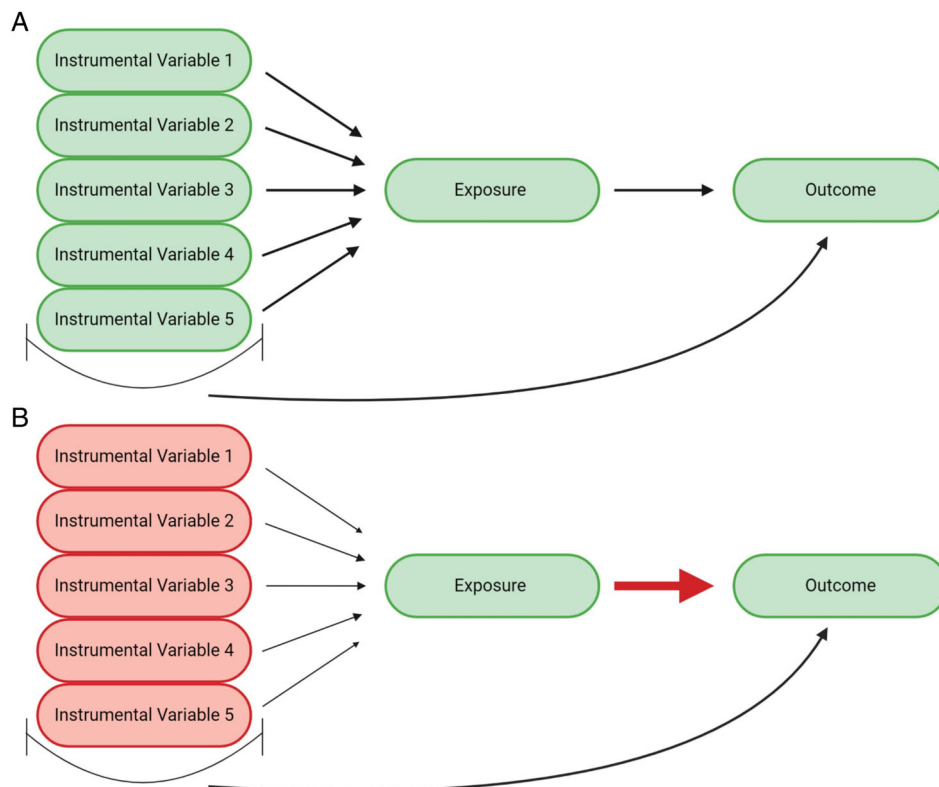 A
Instrumental Variable 1
Instrumental Variable 2
Instrumental Variable 3
Instrumental Variable 4
Instrumental Variable 5
Exposure
Outcome
B
Instrumental Variable 1
Instrumental Variable 2
Instrumental Variable 3
Instrumental Variable 4
Instrumental Variable 5
Exposure
Outcome